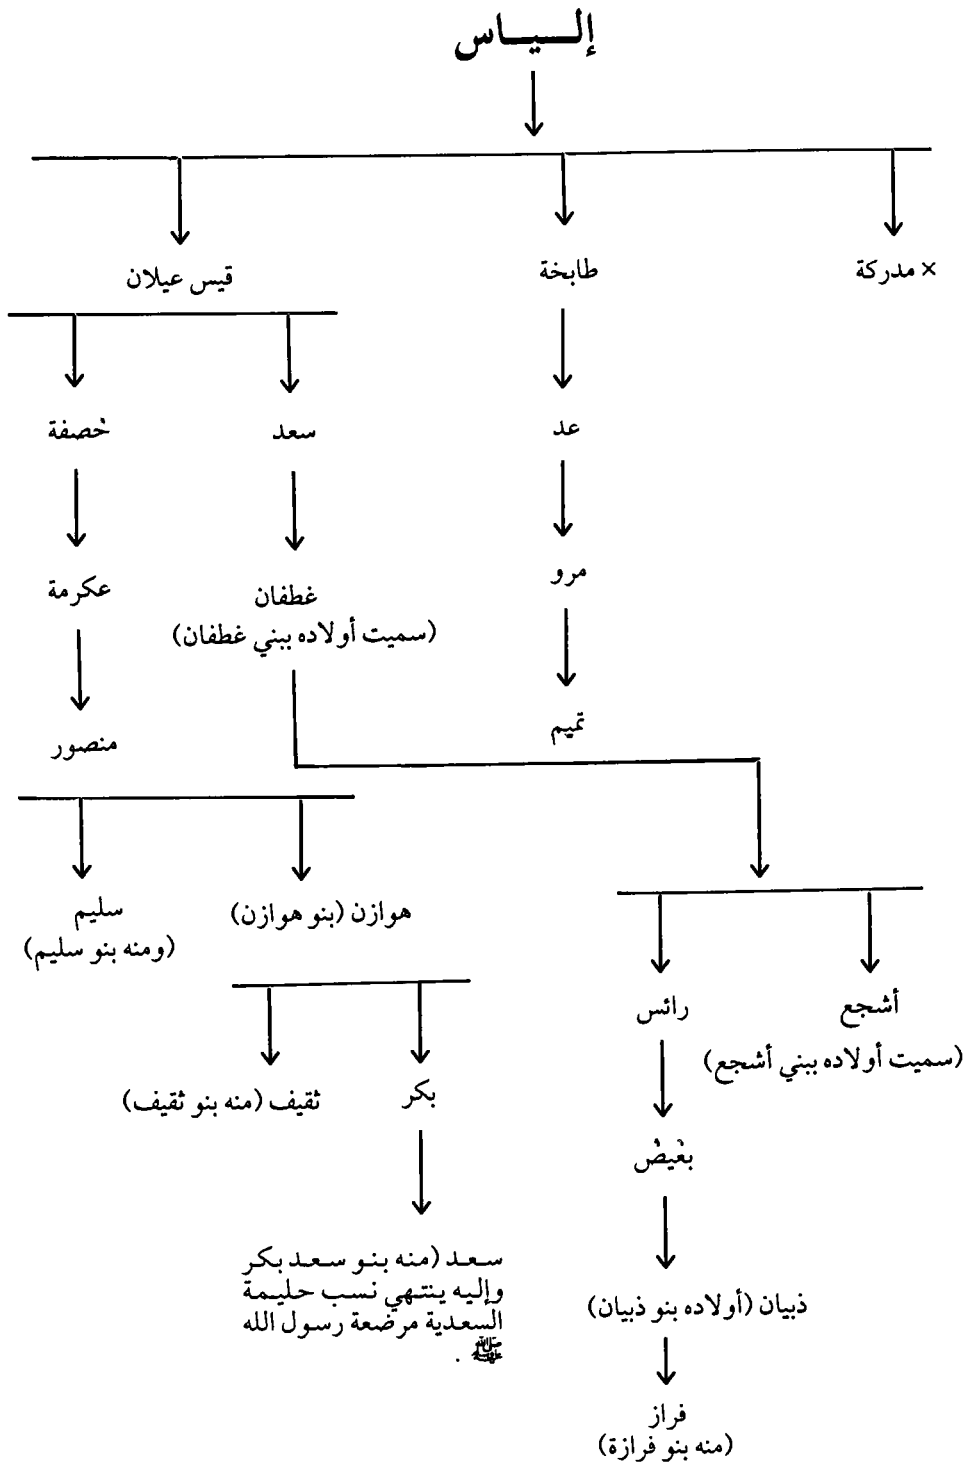 إلــيــاس
× مدركة
طابخة
قيس عيلان
عد
سعد
خصفة
مرو
غطفان
(سميت أولاده ببني غطفان)
عكرمة
تميم
منصور
هوازن (بنو هوازن)
سليم
(ومنه بنو سليم)
أشجع
(سميت أولاده ببني أشجع)
رائس
بكر
ثقيف (منه بنو ثقيف)
بغيض
سعد (منه بنو سعد بكر
وإليه ينتهي نسب حليمة
السعدية مرضعة رسول الله
ﷺ .
ذبيان (أولاده بنو ذبيان)
فراز
(منه بنو فرازة)